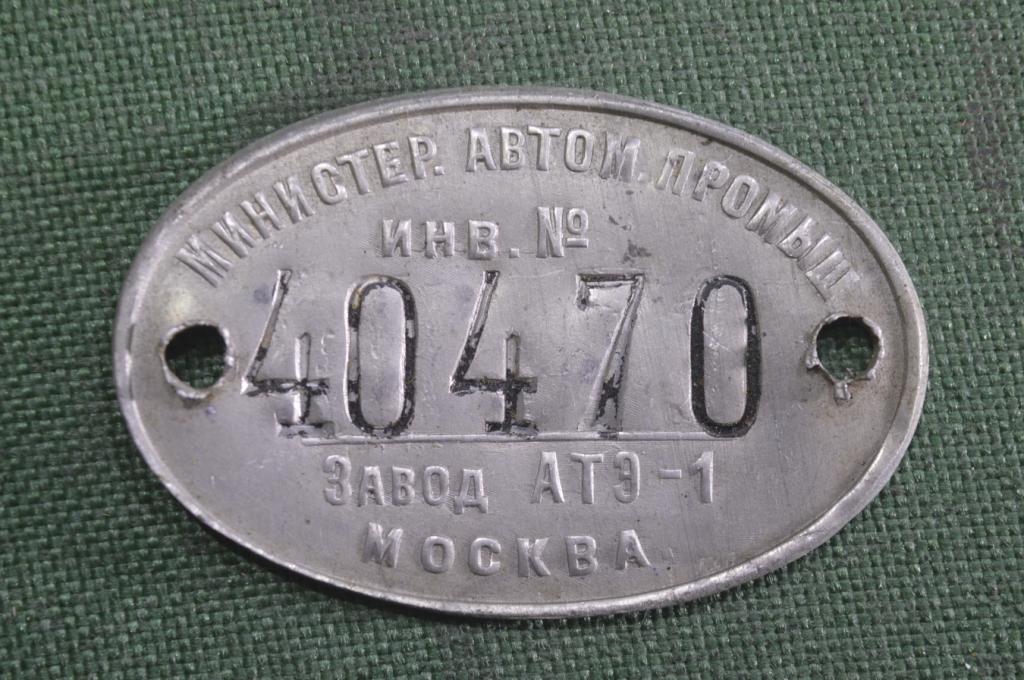 МИНИСТЕР. АВТОМ. ПРОМЫШ
ИНВ. №
40470
ЗАВОД АТЭ-1
МОСКВА